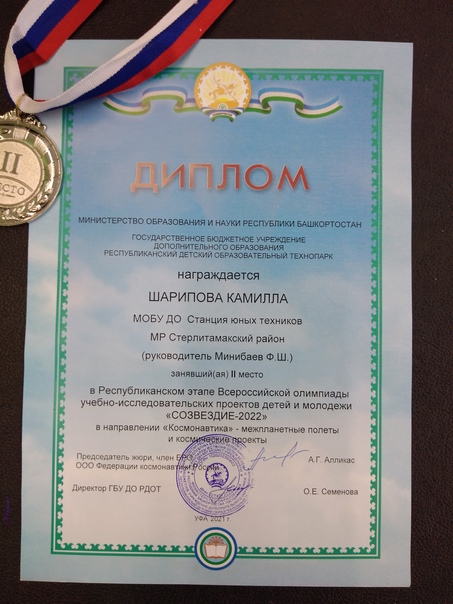 II
МЕСТО
ДИПЛОМ
МИНИСТЕРСТВО ОБРАЗОВАНИЯ И НАУКИ РЕСПУБЛИКИ БАШКОРТОСТАН
ГОСУДАРСТВЕННОЕ БЮДЖЕТНОЕ УЧРЕЖДЕНИЕ
ДОПОЛНИТЕЛЬНОГО ОБРАЗОВАНИЯ
РЕСПУБЛИКАНСКИЙ ДЕТСКИЙ ОБРАЗОВАТЕЛЬНЫЙ ТЕХНОПАРК
награждается
ШАРИПОВА КАМИЛЛА
МОБУ ДО Станция юных техников
МР Стерлитамакский район
(руководитель Минибаев Ф.Ш.)
занявший(ая) II место
в Республиканском этапе Всероссийской олимпиады
учебно-исследовательских проектов детей и молодежи
«СОЗВЕЗДИЕ-2022»
в направлении «Космонавтика» - межпланетные полеты
и космические проекты
Председатель жюри, член БРО
ООО Федерации космонавтики России
А.Г. Алликас
Директор ГБУ ДО РДОТ
О.Е. Семенова
УФА 2021 г.